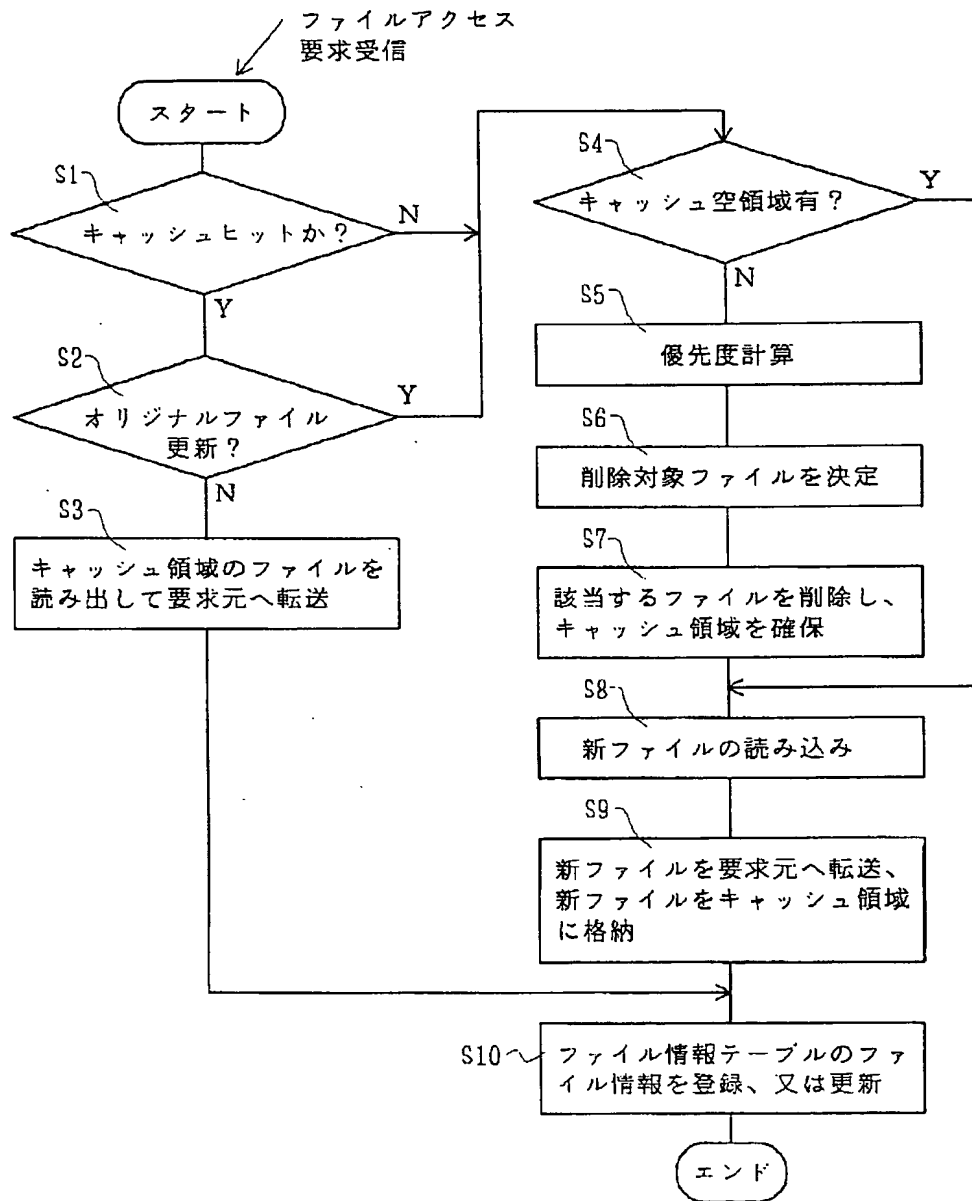 ファイルアクセス
要求受信
スタート
S1
キャッシュヒットか?
N
Y
S2
オリジナルファイル
更新?
Y
N
S3
キャッシュ領域のファイルを
読み出して要求元へ転送
S4
キャッシュ空領域有?
Y
N
S5
優先度計算
S6
削除対象ファイルを決定
S7
該当するファイルを削除し、
キャッシュ領域を確保
S8
新ファイルの読み込み
S9
新ファイルを要求元へ転送、
新ファイルをキャッシュ領域
に格納
S10
ファイル情報テーブルのファ
イル情報を登録、又は更新
エンド